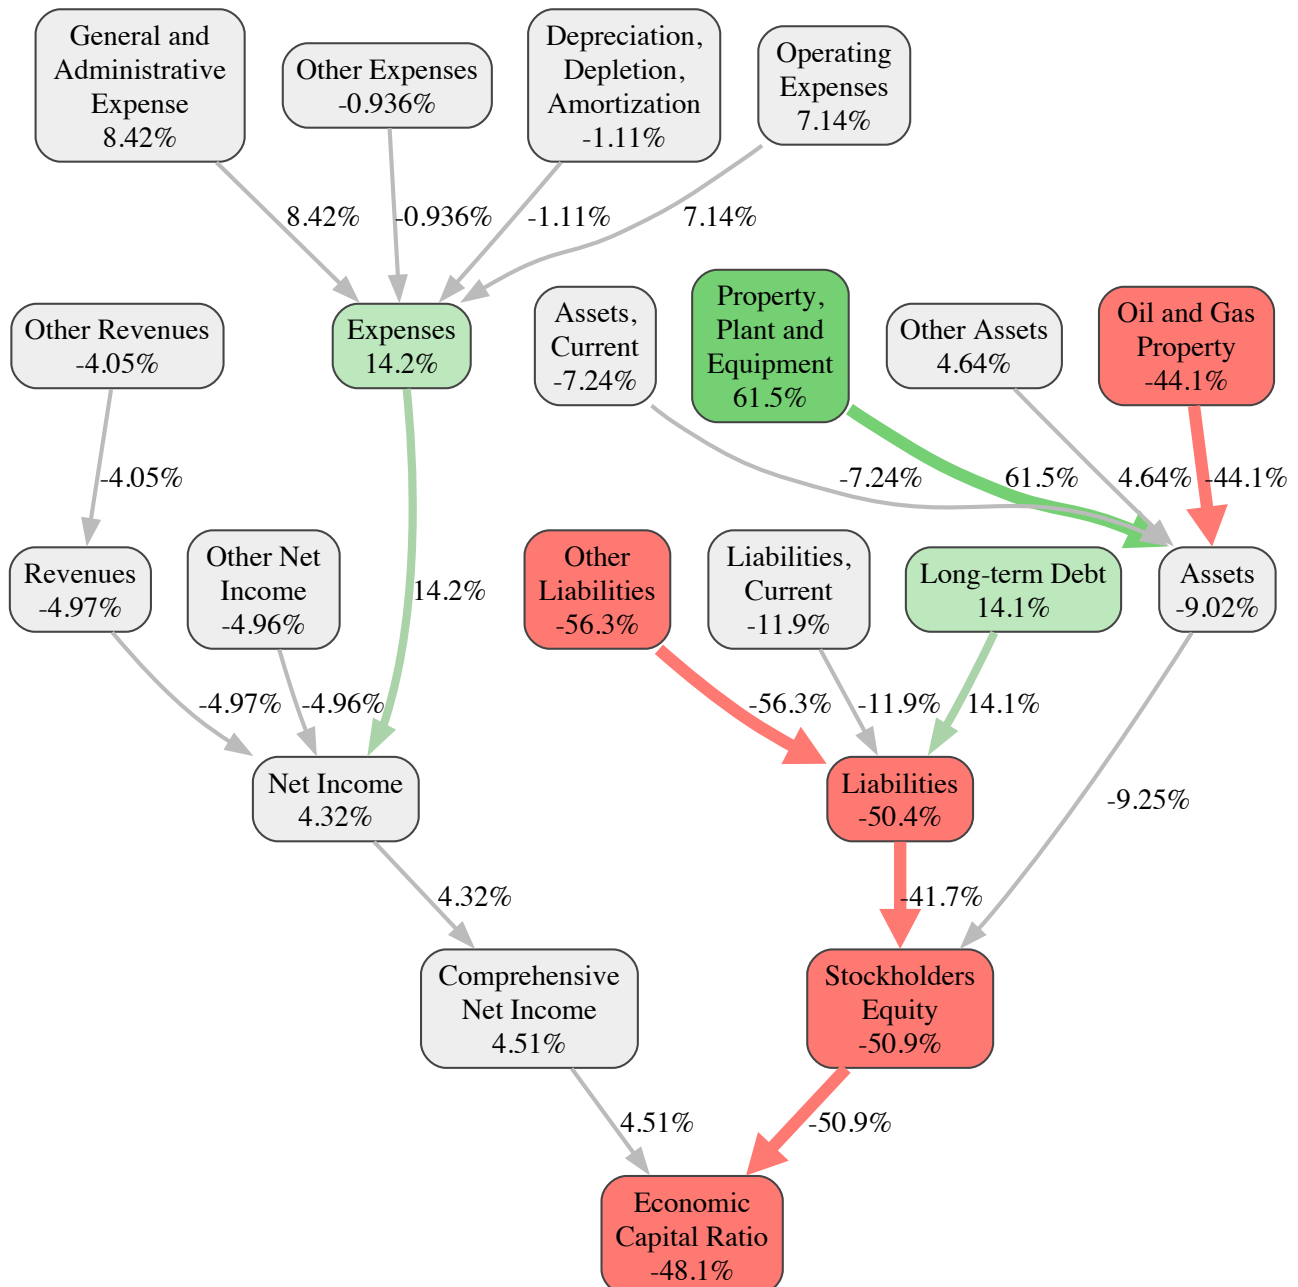 General and
Administrative
Expense
8.42%
Other Expenses
-0.936%
Depreciation,
Depletion,
Amortization
-1.11%
Operating
Expenses
7.14%
8.42%
-0.936%
-1.11%
7.14%
Other Revenues
-4.05%
Expenses
14.2%
Assets,
Current
-7.24%
Property,
Plant and
Equipment
61.5%
Other Assets
4.64%
Oil and Gas
Property
-44.1%
-4.05%
-7.24%
61.5%
4.64%
-44.1%
Revenues
-4.97%
Other Net
Income
-4.96%
14.2%
Other
Liabilities
-56.3%
Liabilities,
Current
-11.9%
Long-term Debt
14.1%
Assets
-9.02%
-4.97%
-4.96%
-56.3%
-11.9%
14.1%
Net Income
4.32%
Liabilities
-50.4%
-9.25%
4.32%
-41.7%
Comprehensive
Net Income
4.51%
Stockholders
Equity
-50.9%
4.51%
-50.9%
Economic
Capital Ratio
-48.1%